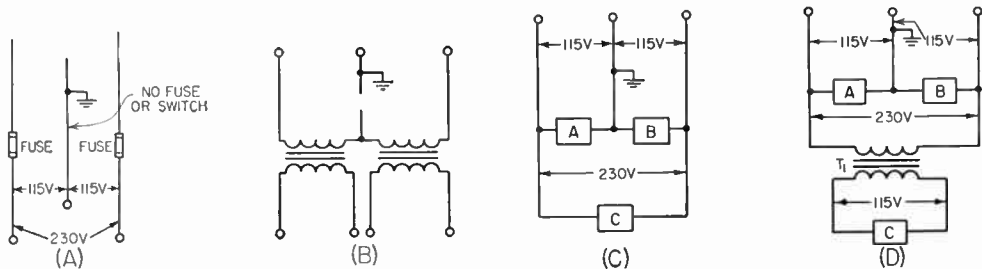 NO FUSE
OR SWITCH
FUSE
FUSE
115V
115V
230V
(A)
(B)
115V
115V
A
B
230V
C
(C)
115V
115V
A
B
230V
T1
115V
C
(D)